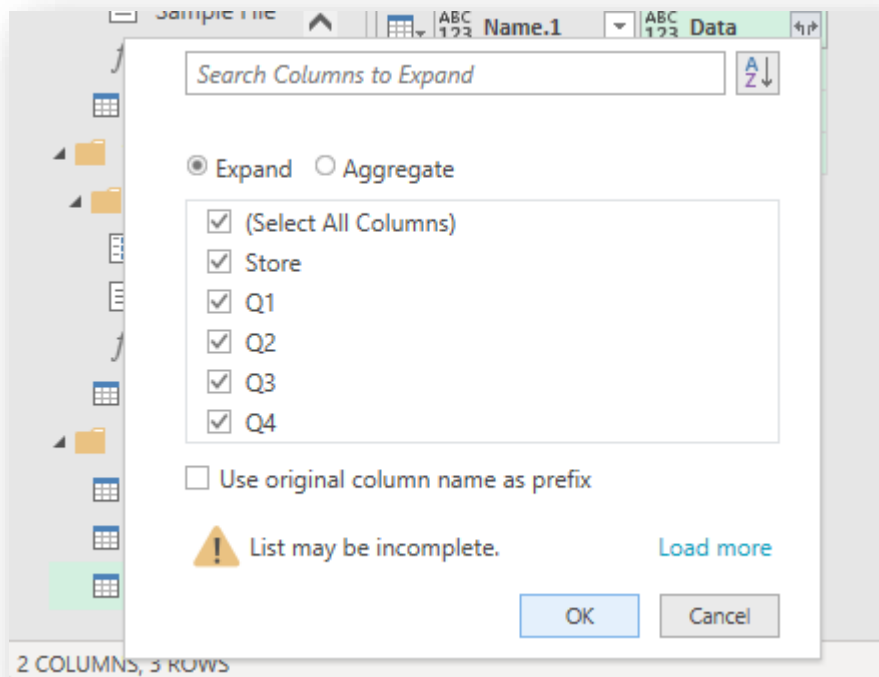 Sample File
ABC 123 Name.1
ABC 123 Data
Search Columns to Expand
A Z
Expand Aggregate
(Select All Columns)
Store
Q1
Q2
Q3
Q4
Use original column name as prefix
List may be incomplete. Load more
OK Cancel
2 COLUMNS, 3 ROWS